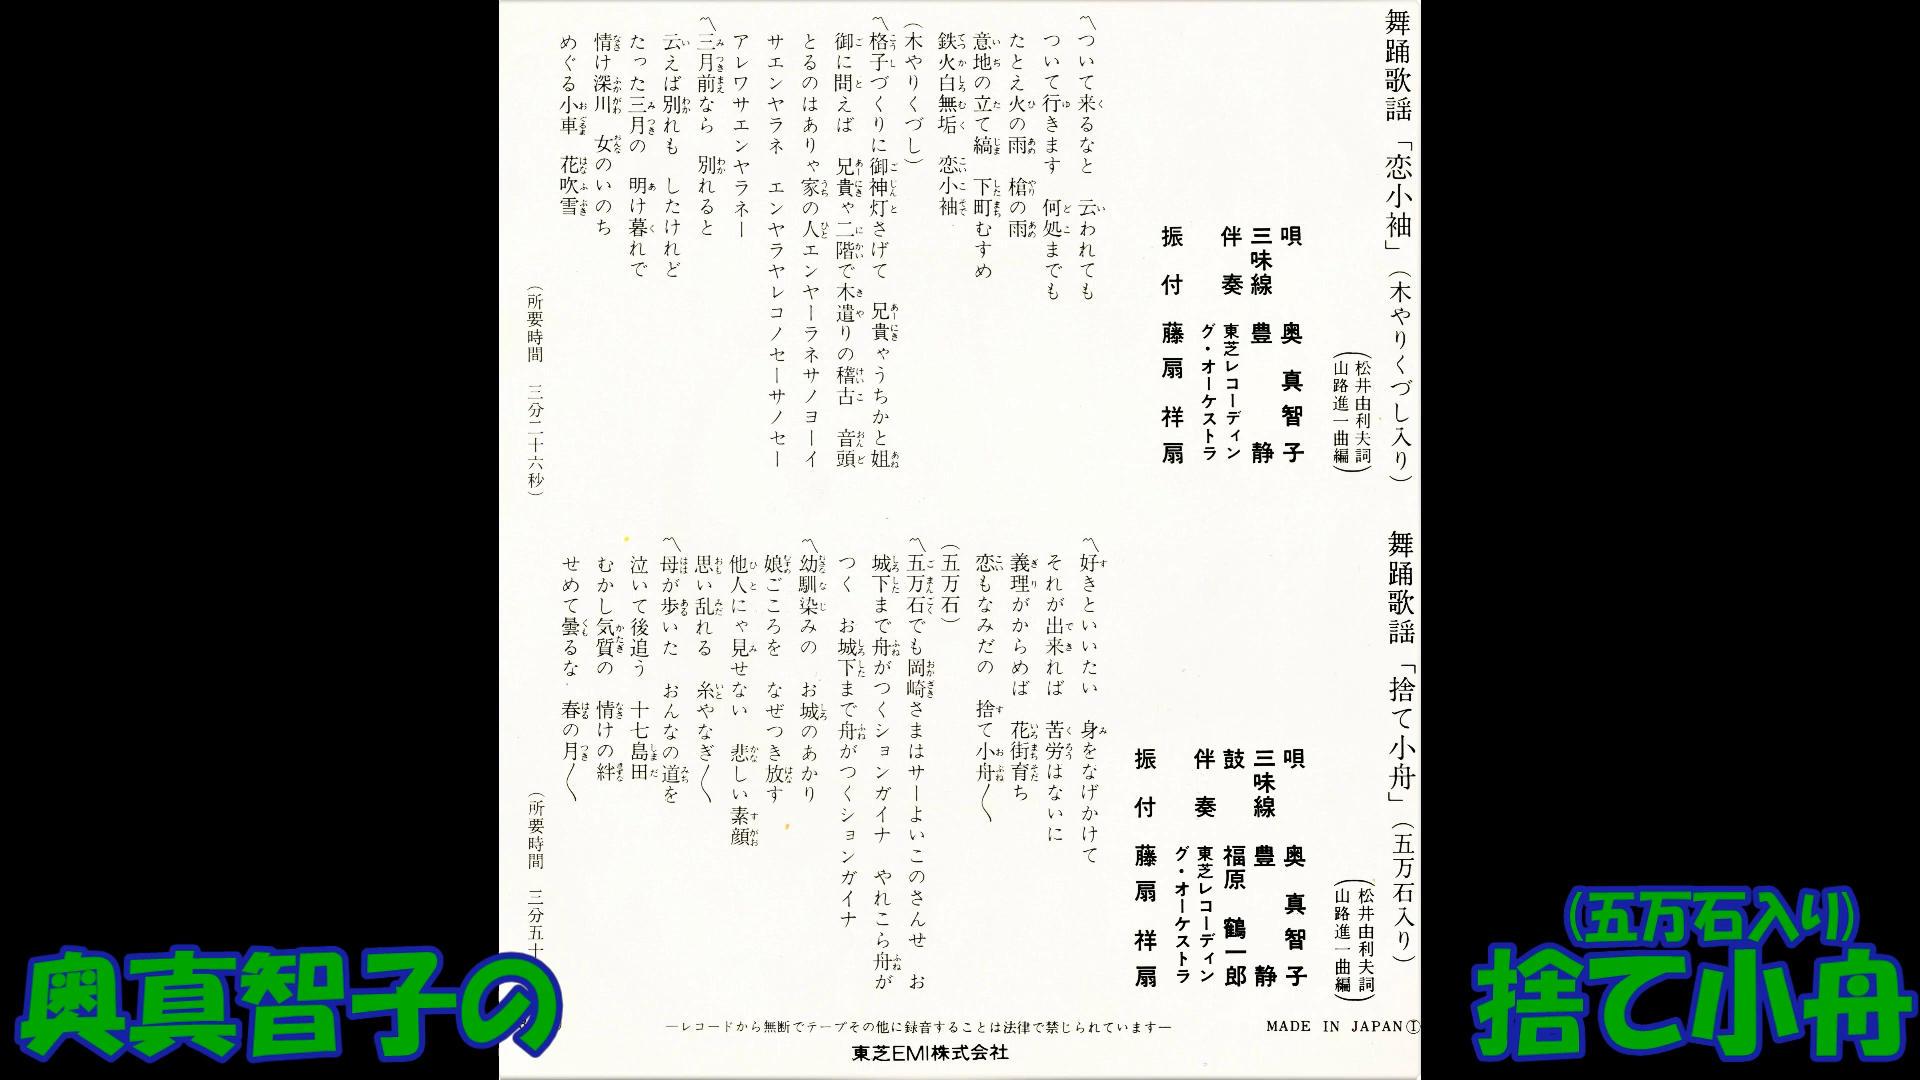 舞踊歌謡「恋小袖」(木やりくづし入り)
(松井由利夫詞
山路進一曲編)
唄 奥真智子
三味線 豊静
伴奏 東芝レコーディン
グ・オーケストラ
振付 藤扇祥扇
〽ついて来るなと 云われても
ついて行きます 何処までも
たとえ火の雨 槍の雨
意地の立て縞 下町むすめ
鉄火白無垢 恋小袖
(木やりくづし)
〽格子づくりに御神灯さげて 兄貴ゃうちかと姐
御に問えば 兄貴ゃ二階で木遣りの稽古 音頭
とるのはありゃ家の人エンヤーラネサノヨーイ
サエンヤラネ エンヤラヤレコノセーサノセー
アレワサエンヤラネー
〽三月前なら 別れると
云えば別れも したけれど
たった三月の 明け暮れで
情け深川 女のいのち
めぐる小車 花吹雪
(所要時間 三分二十六秒)
舞踊歌謡「捨て小舟」(五万石入り)
(松井由利夫詞
山路進一曲編)
唄 奥真智子
三味線 豊静
鼓 福原鶴一郎
伴奏 東芝レコーディン
グ・オーケストラ
振付 藤扇祥扇
〽好きといいたい 身をなげかけて
それが出来れば 苦労はないに
義理がからめば 花街育ち
恋もなみだの 捨て小舟〳〵
(五万石)
〽五万石でも岡崎さまはサーよいこのさんせ お
城下まで舟がつくションガイナ やれこら舟が
つく お城下まで舟がつくションガイナ
〽幼馴染みの お城のあかり
娘ごころを なぜつき放す
他人にゃ見せない 悲しい素顔
思い乱れる 糸やなぎ〳〵
〽母が歩いた おんなの道を
泣いて後追う 十七島田
むかし気質の 情けの絆
せめて曇るな 春の月〳〵
(所要時間 三分五十
―レコードから無断でテープその他に録音することは法律で禁じられています―
MADE IN JAPANⓉ
東芝EMI株式会社
奥真智子の
(五万石入り)
捨て小舟